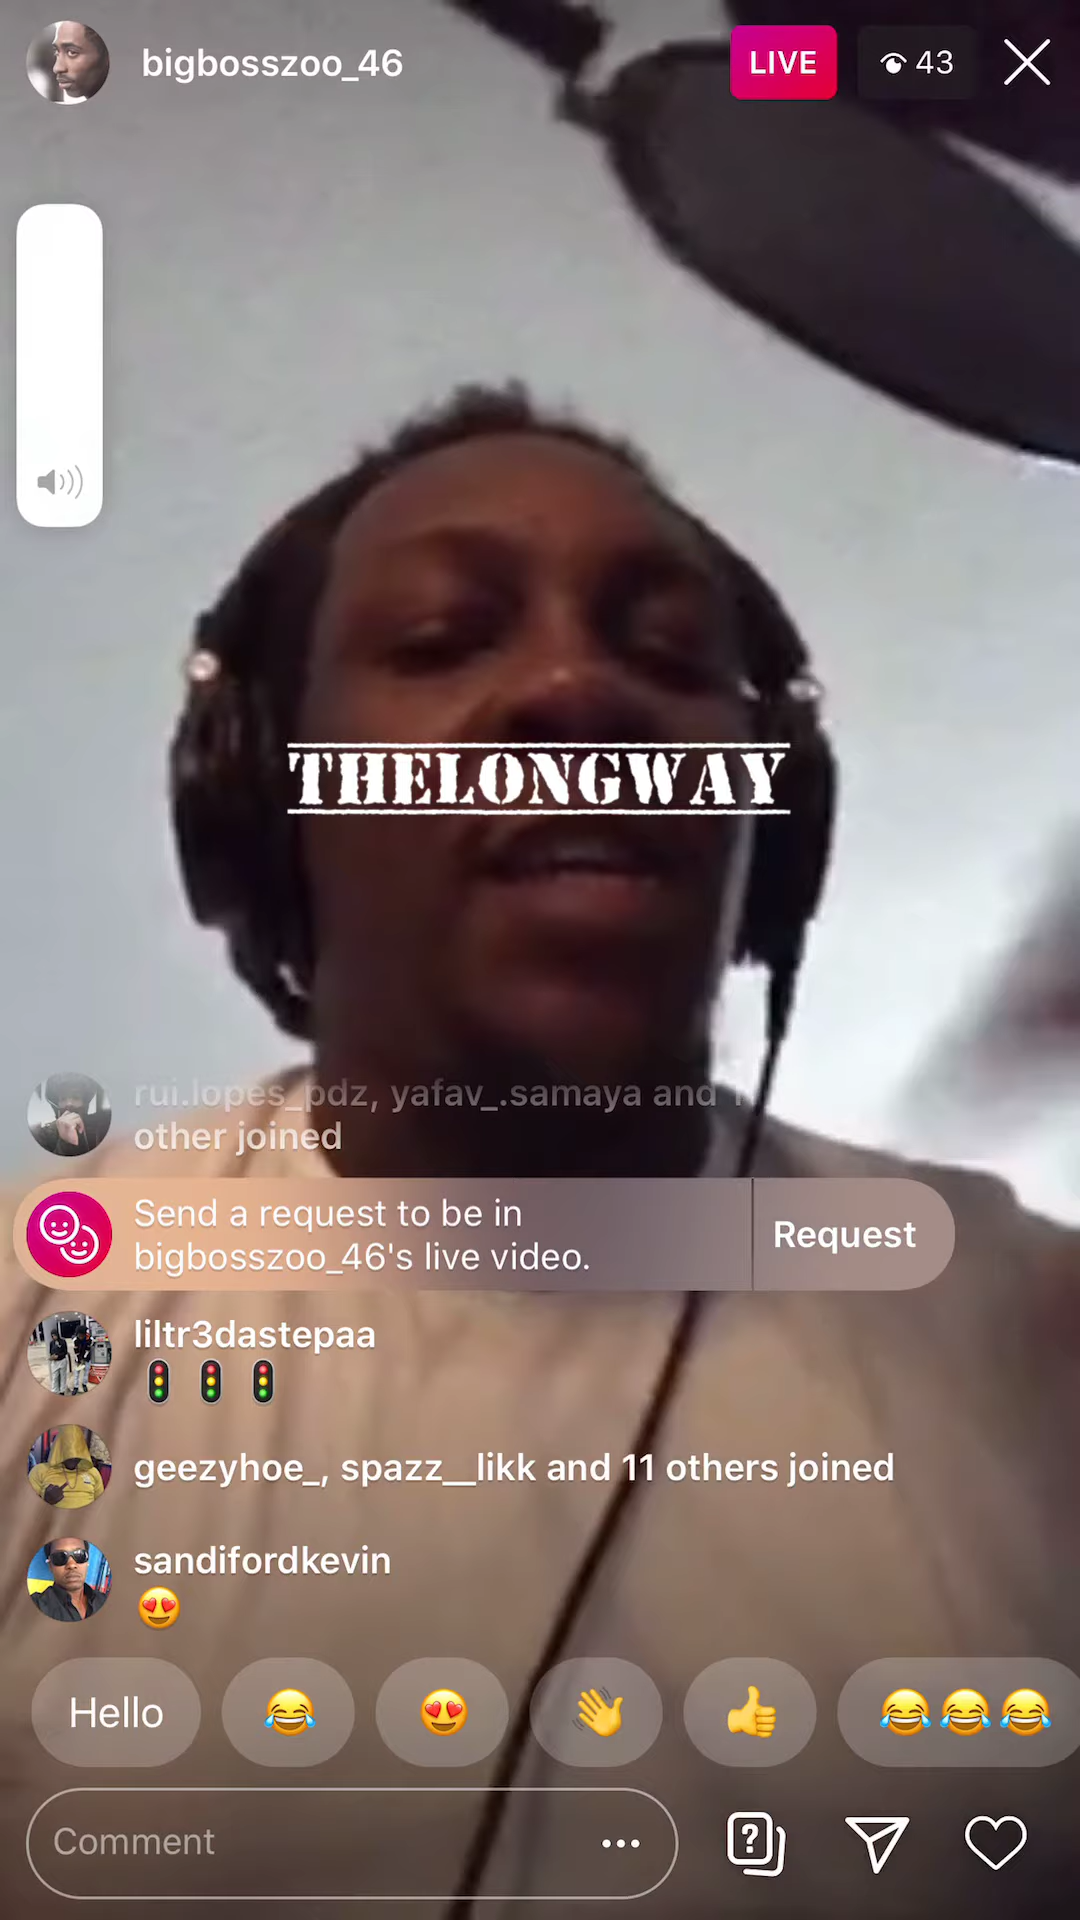 bigbosszoo_46
LIVE
43
THELONGWAY
rui.lopes_pdz, yafav_.samaya and 1
other joined
Send a request to be in
bigbosszoo_46's live video.
Request
liltr3dastepaa
🚦 🚦 🚦
geezyhoe_, spazz__likk and 11 others joined
sandifordkevin
😍
Hello 😂 😍 👋 👍 😂😂😂
Comment